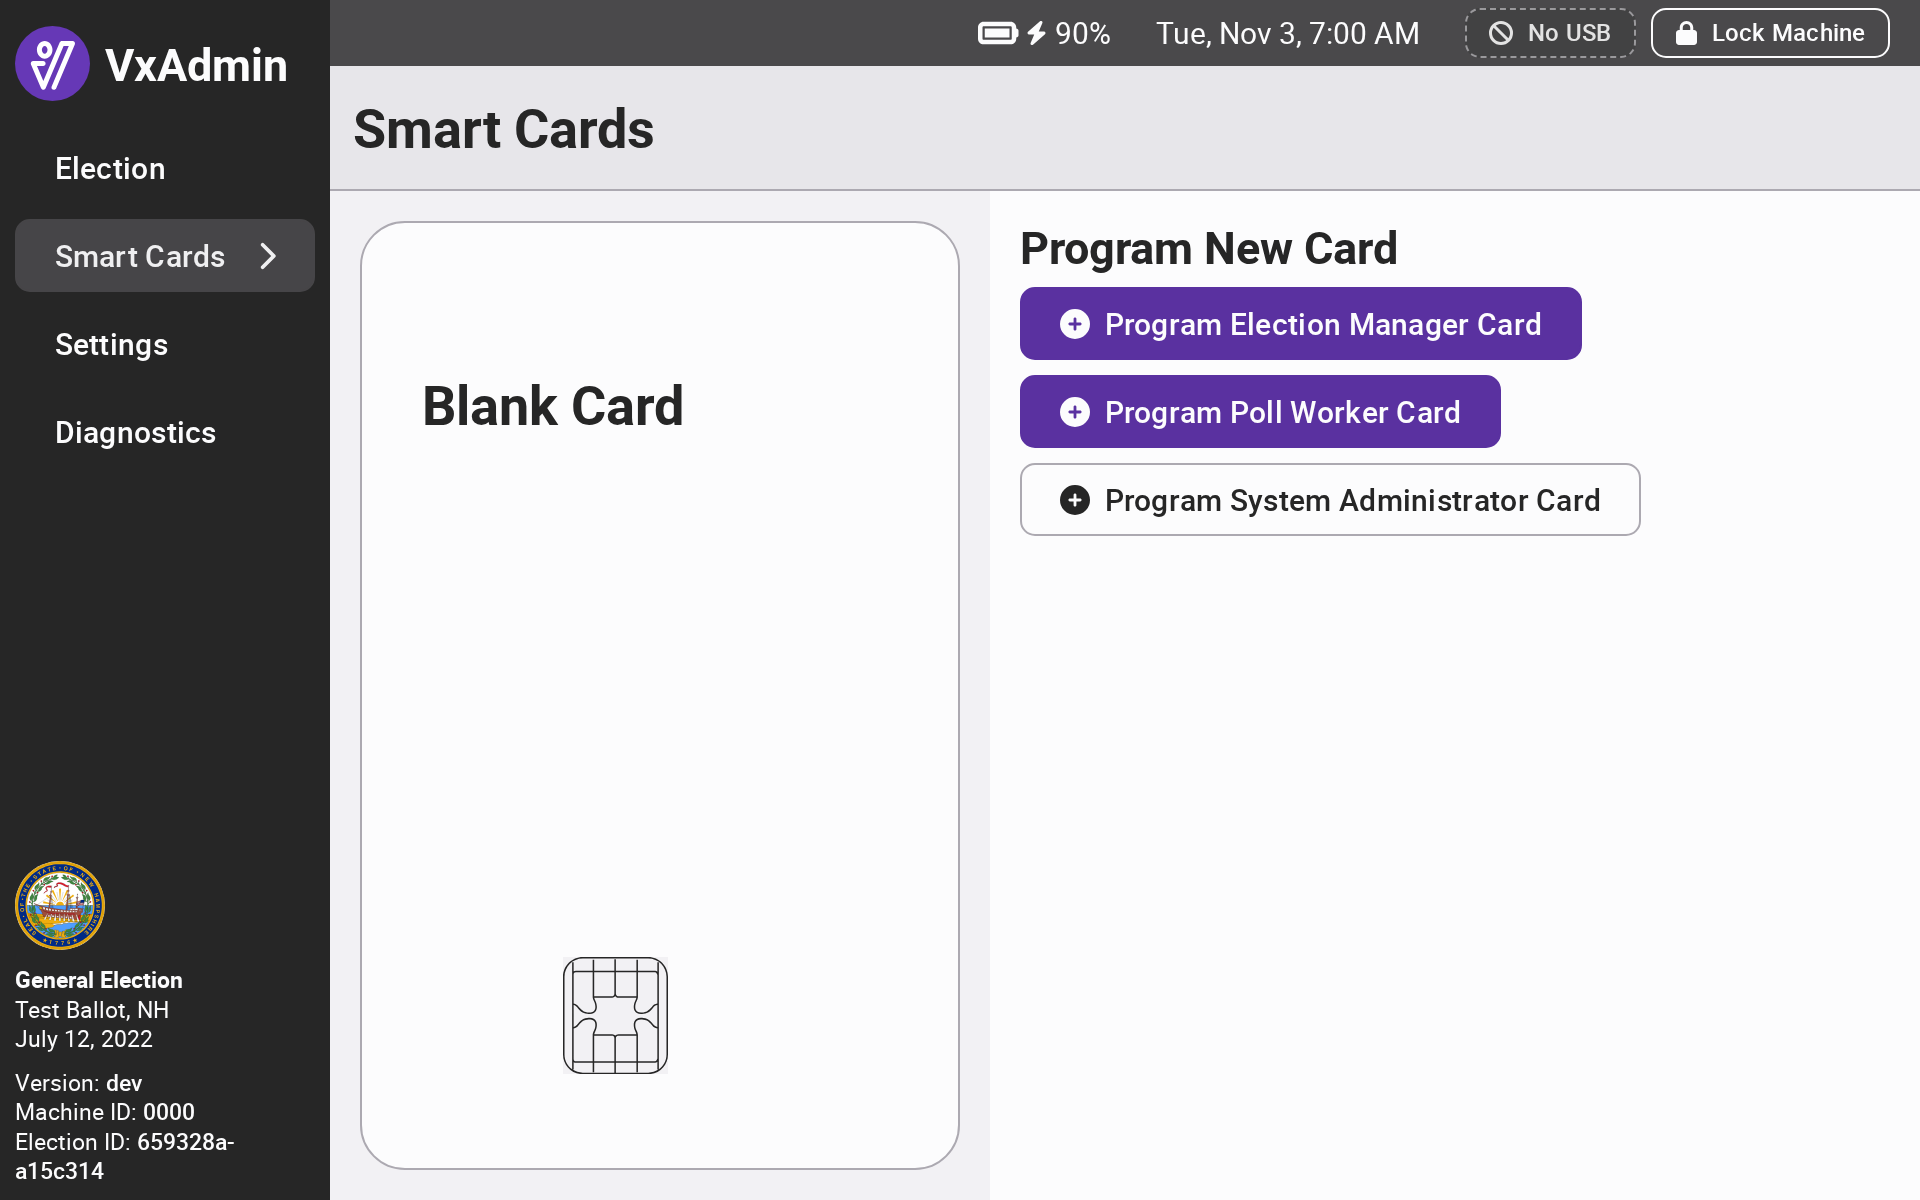 VxAdmin
90%
Tue, Nov 3, 7:00 AM
No USB
Lock Machine
Election
Smart Cards
Settings
Diagnostics
Smart Cards
Blank Card
Program New Card
Program Election Manager Card
Program Poll Worker Card
Program System Administrator Card
General Election
Test Ballot, NH
July 12, 2022
Version: dev
Machine ID: 0000
Election ID: 659328a-
a15c314